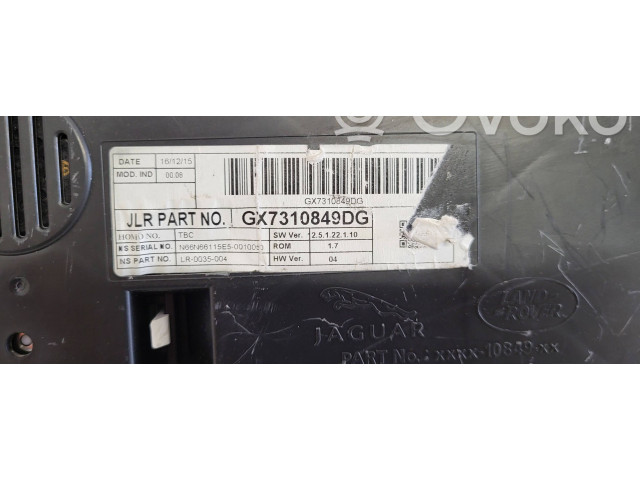 Ovoko
DATE 16/12/15
MOD. IND 00.06
GX7310849DG
JLR PART NO. GX7310849DG
HOMO NO. TBC SW Ver. 12.5.1.22.1.10
NS SERIAL NO. ROM 1.7
NS PART NO. LR-0035-004 HW Ver. 04
JAGUAR
LAND ROVER
PART No.: xxxx-10849-xx